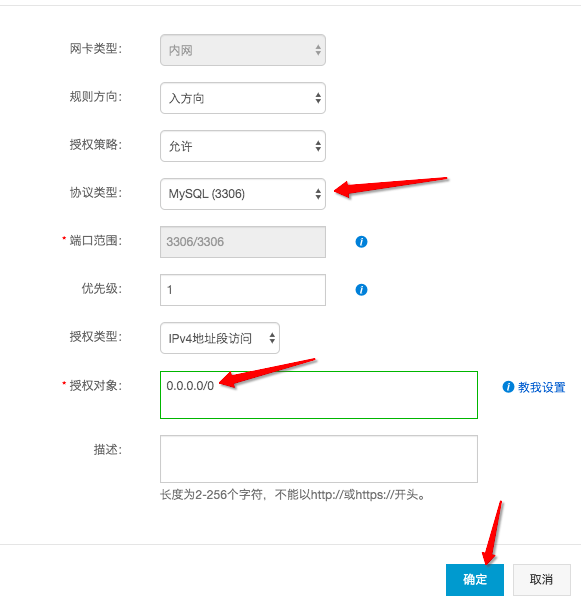 网卡类型： 内网
规则方向： 入方向
授权策略： 允许
协议类型： MySQL (3306)
* 端口范围： 3306/3306
优先级： 1
授权类型： IPv4地址段访问
* 授权对象： 0.0.0.0/0 教我设置
描述：
长度为2-256个字符，不能以http://或https://开头。
确定 取消